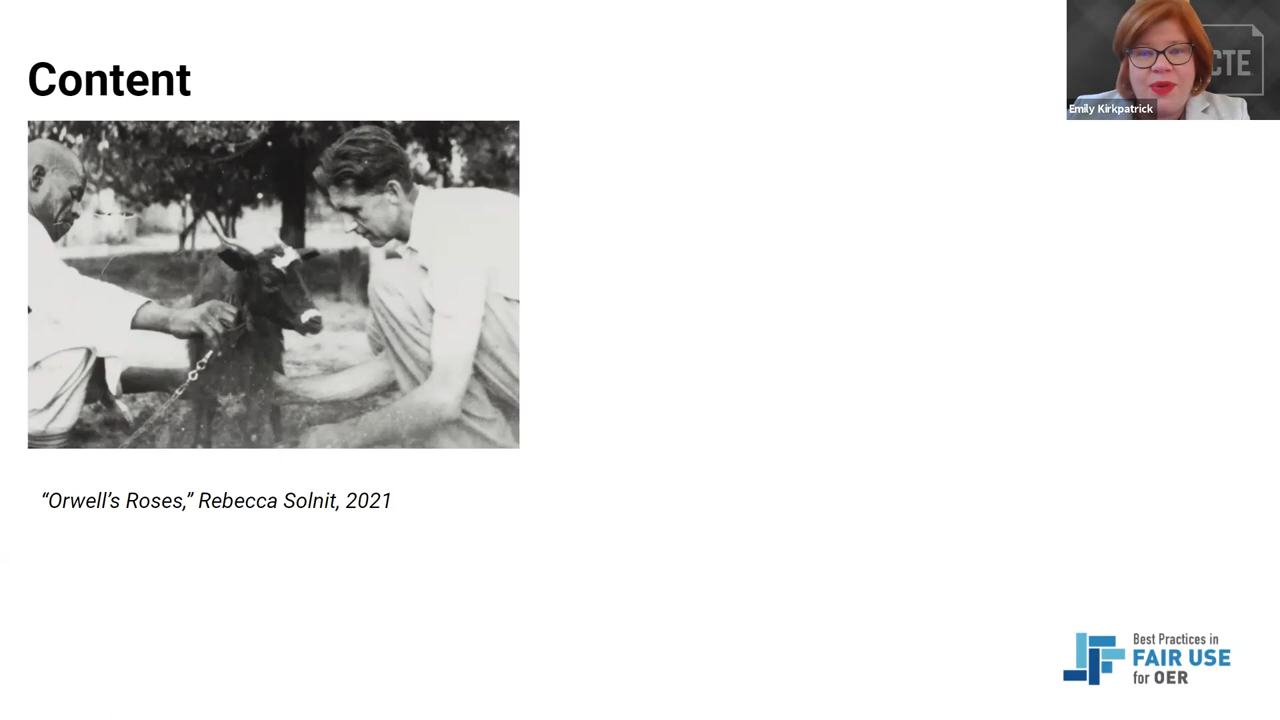 Content
CTE
Emily Kirkpatrick
“Orwell’s Roses,” Rebecca Solnit, 2021
Best Practices in
FAIR USE
for OER